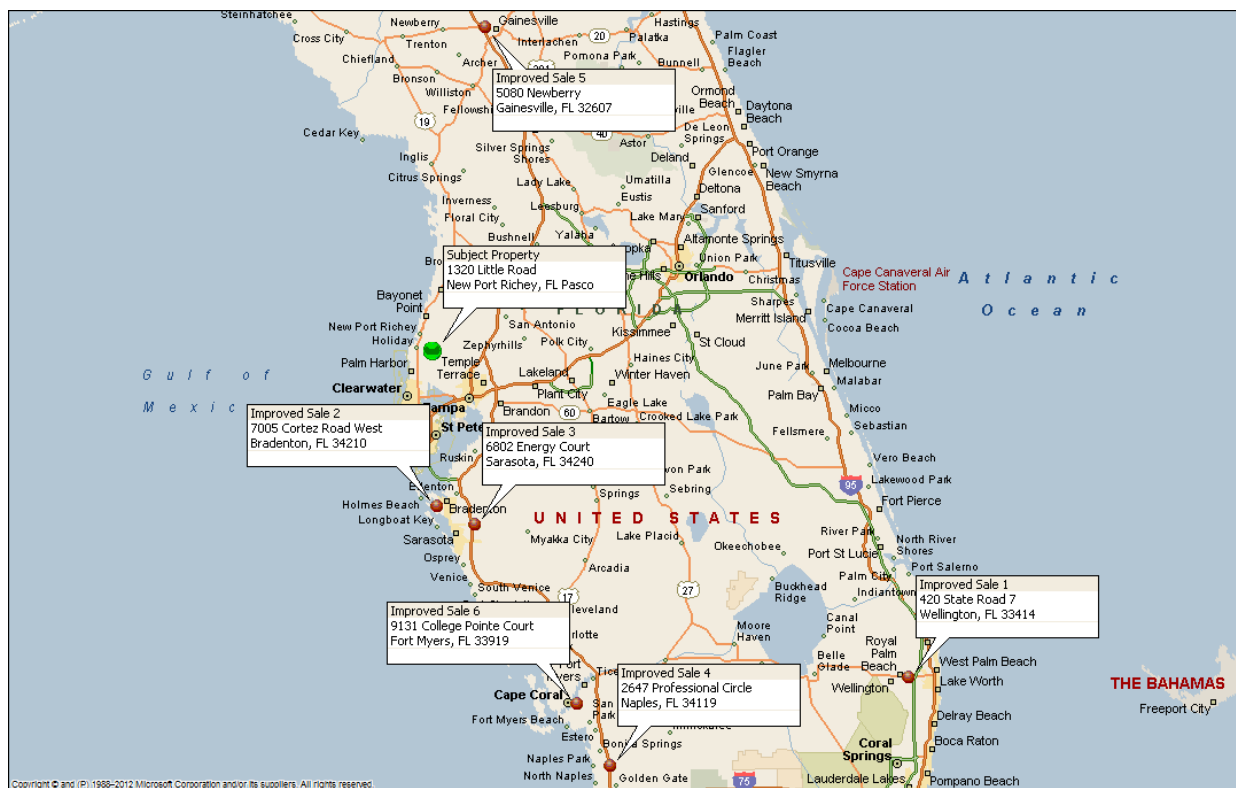 Steinhatchee
Cross City
Chiefland
Newberry
Trenton
Gainesville
Interlachen
20
Hastings
Palatka
Palm Coast
Flagler
Beach
Archer
Pomona Park
Bunnell
Bronson
Williston
Improved Sale 5
5080 Newberry
Gainesville, FL 32607
Ormond
Beach
Daytona
Beach
19
Cedar Key
40
Astor
De Leon
Springs
Silver Springs
Shores
Port Orange
Inglis
Deland
Glencoe
New Smyrna
Beach
Citrus Springs
Lady Lake
Umatilla
Deltona
Inverness
Leesburg
Eustis
Floral City
Lake Mary
Sanford
Bushnell
Yalaha
Altamonte Springs
Subject Property
1320 Little Road
New Port Richey, FL Pasco
Union Park
Titusville
Orlando
Christmas
Cape Canaveral Air
Force Station
Atlantic
Ocean
Bayonet
Point
Sharpes
Merritt Island
Cape Canaveral
Cocoa Beach
FLORIDA
San Antonio
Kissimmee
New Port Richey
Holiday
Zephyrhills
Polk City
St Cloud
Haines City
Palm Harbor
Temple
Terrace
Lakeland
Winter Haven
June Park
Melbourne
Malabar
Gulf of
Clearwater
Plant City
Palm Bay
Brandon
60
Eagle Lake
Crooked Lake Park
Micco
Sebastian
Bartow
Fellsmere
Improved Sale 2
7005 Cortez Road West
Bradenton, FL 34210
Improved Sale 3
6802 Energy Court
Sarasota, FL 34240
Ruskin
Vero Beach
Lakewood Park
95
Fort Pierce
Springs
Sebring
Holmes Beach
Bradenton
Longboat Key
UNITED STATES
Sarasota
Myakka City
Lake Placid
River Park
North River
Shores
Okeechobee
Port St Lucie
Osprey
Arcadia
Port Salerno
Venice
Palm City
South Venice
17
27
Buckhead
Ridge
Indiantown
Improved Sale 1
420 State Road 7
Wellington, FL 33414
Improved Sale 6
9131 College Pointe Court
Fort Myers, FL 33919
Moore
Haven
Canal
Point
Royal
Palm
Beach
Belle
Glade
West Palm Beach
Wellington
Lake Worth
Improved Sale 4
2647 Professional Circle
Naples, FL 34119
THE BAHAMAS
Freeport City
Cape Coral
Fort Myers Beach
Delray Beach
Estero
Bonita Springs
Coral
Springs
Boca Raton
Naples Park
North Naples
Golden Gate
75
Lauderdale Lakes
Pompano Beach
Copyright © and (P) 1988–2012 Microsoft Corporation and/or its suppliers. All rights reserved.